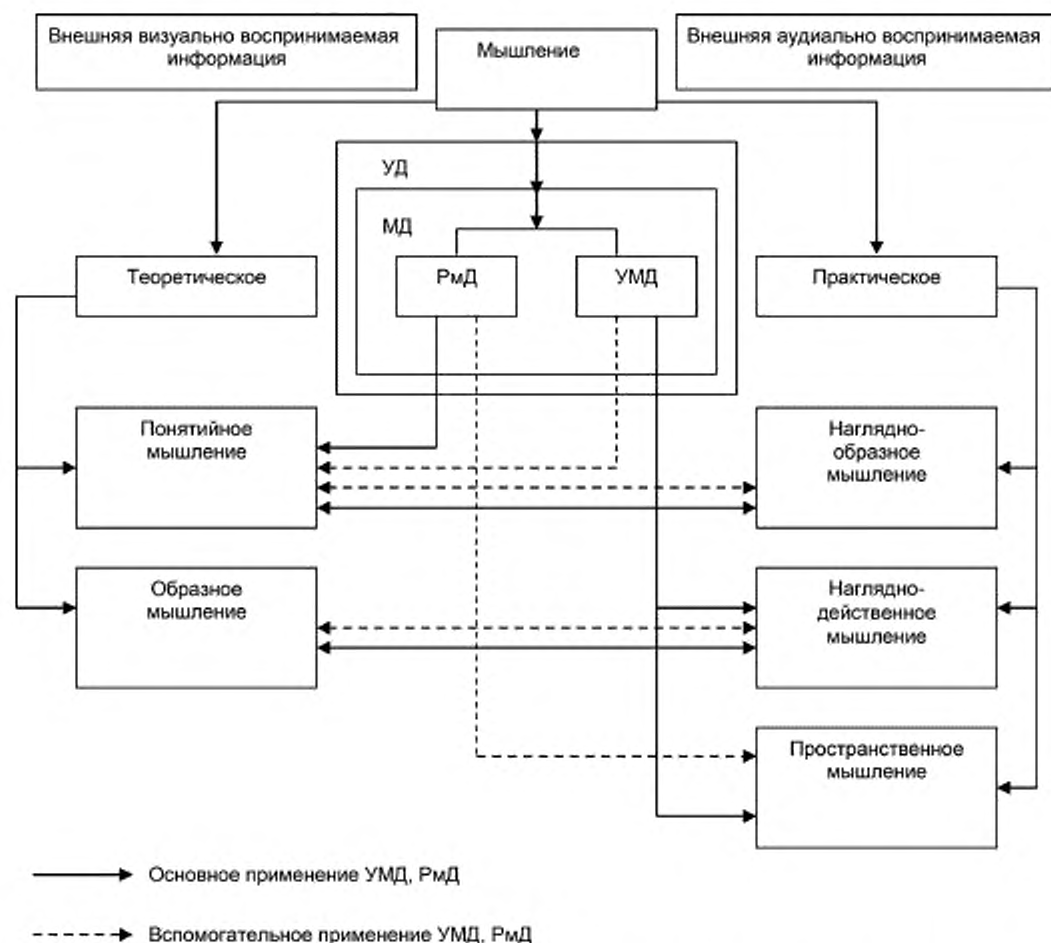 Внешняя визуально воспринимаемая
информация
Мышление
Внешняя аудиально воспринимаемая
информация
УД
МД
РмД
УМД
Теоретическое
Практическое
Понятийное
мышление
Наглядно-
образное
мышление
Образное
мышление
Наглядно-
действенное
мышление
Пространственное
мышление
Основное применение УМД, РмД
Вспомогательное применение УМД, РмД